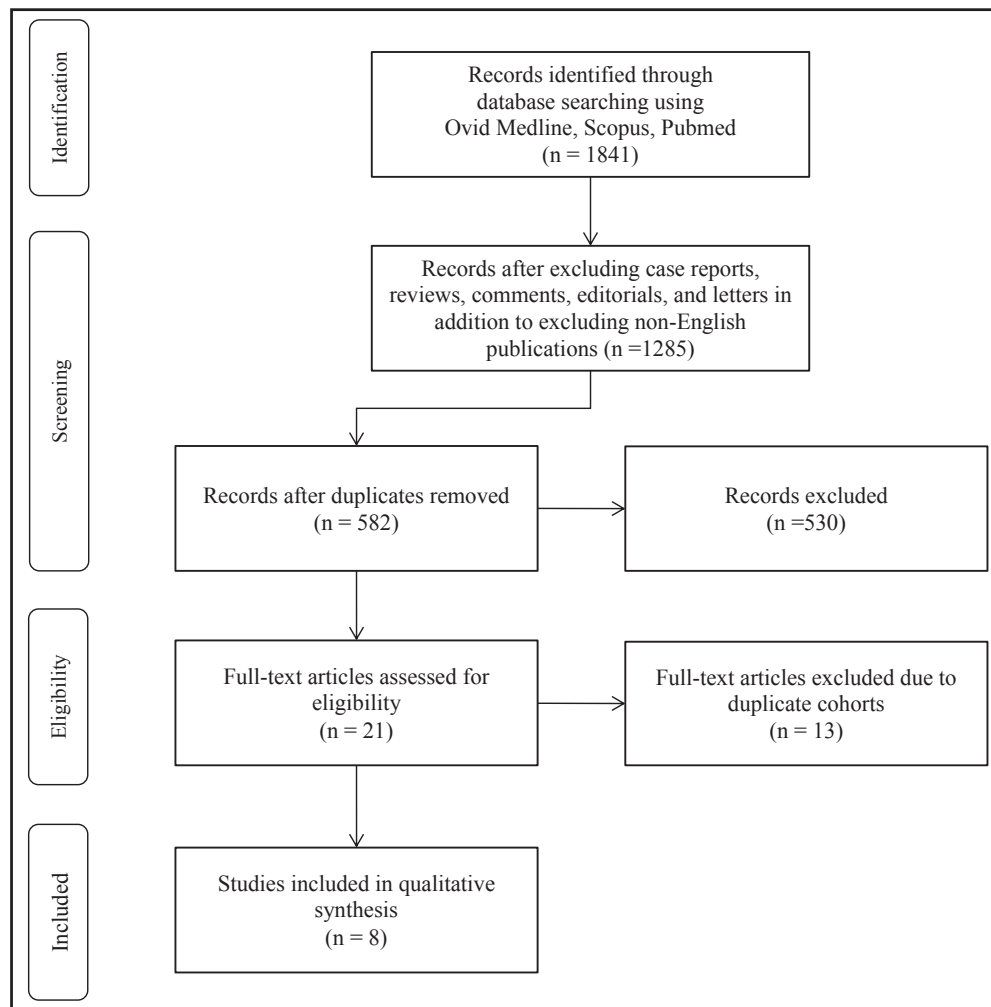 Identification
Records identified through
database searching using
Ovid Medline, Scopus, Pubmed
(n = 1841)
Screening
Records after excluding case reports,
reviews, comments, editorials, and letters in
addition to excluding non-English
publications (n =1285)
Records after duplicates removed
(n = 582)
Records excluded
(n =530)
Eligibility
Full-text articles assessed for
eligibility
(n = 21)
Full-text articles excluded due to
duplicate cohorts
(n = 13)
Included
Studies included in qualitative
synthesis
(n = 8)